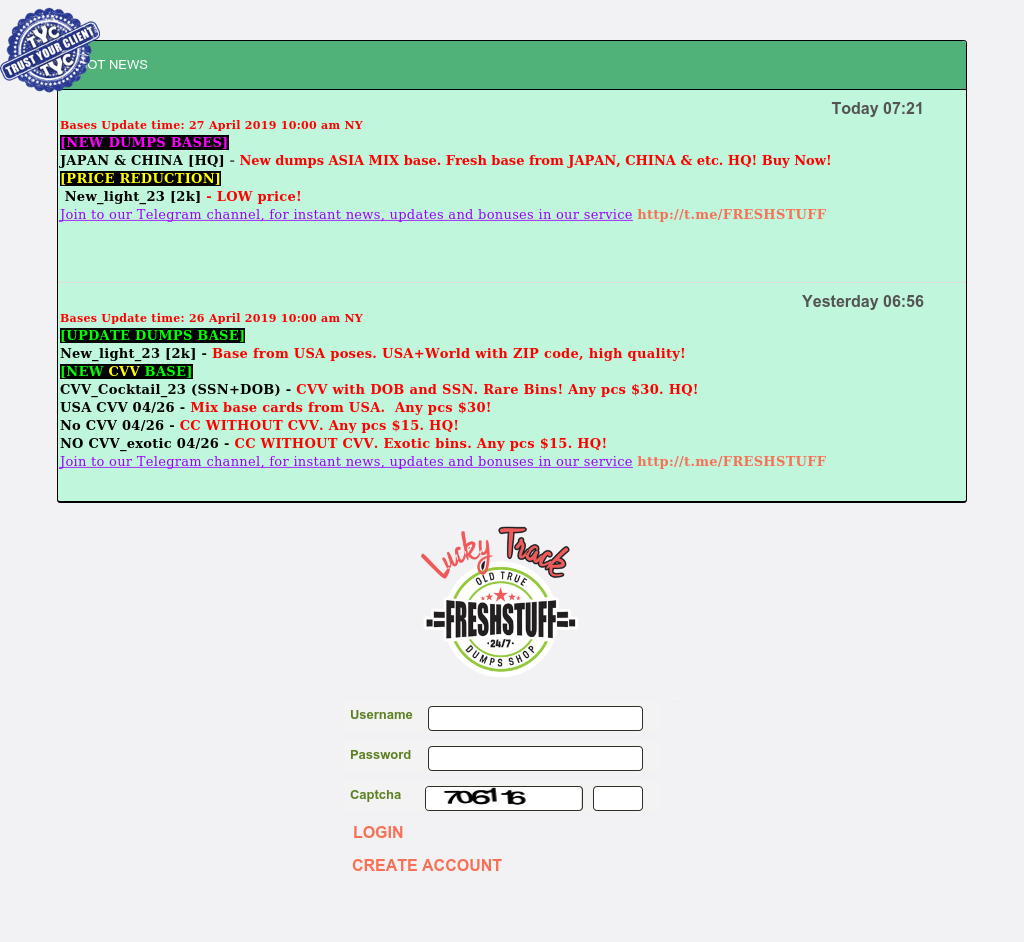 TYC
TRUST YOUR CLIENT
TYC
OT NEWS
Today 07:21
Bases Update time: 27 April 2019 10:00 am NY
[NEW DUMPS BASES]
JAPAN & CHINA [HQ] - New dumps ASIA MIX base. Fresh base from JAPAN, CHINA & etc. HQ! Buy Now!
[PRICE REDUCTION]
New_light_23 [2k] - LOW price!
Join to our Telegram channel, for instant news, updates and bonuses in our service http://t.me/FRESHSTUFF
Yesterday 06:56
Bases Update time: 26 April 2019 10:00 am NY
[UPDATE DUMPS BASE]
New_light_23 [2k] - Base from USA poses. USA+World with ZIP code, high quality!
[NEW CVV BASE]
CVV_Cocktail_23 (SSN+DOB) - CVV with DOB and SSN. Rare Bins! Any pcs $30. HQ!
USA CVV 04/26 - Mix base cards from USA. Any pcs $30!
No CVV 04/26 - CC WITHOUT CVV. Any pcs $15. HQ!
NO CVV_exotic 04/26 - CC WITHOUT CVV. Exotic bins. Any pcs $15. HQ!
Join to our Telegram channel, for instant news, updates and bonuses in our service http://t.me/FRESHSTUFF
Lucky Track
OLD TRUE
FRESHSTUFF
·24/7·
DUMPS SHOP
Username
Password
Captcha
LOGIN
CREATE ACCOUNT